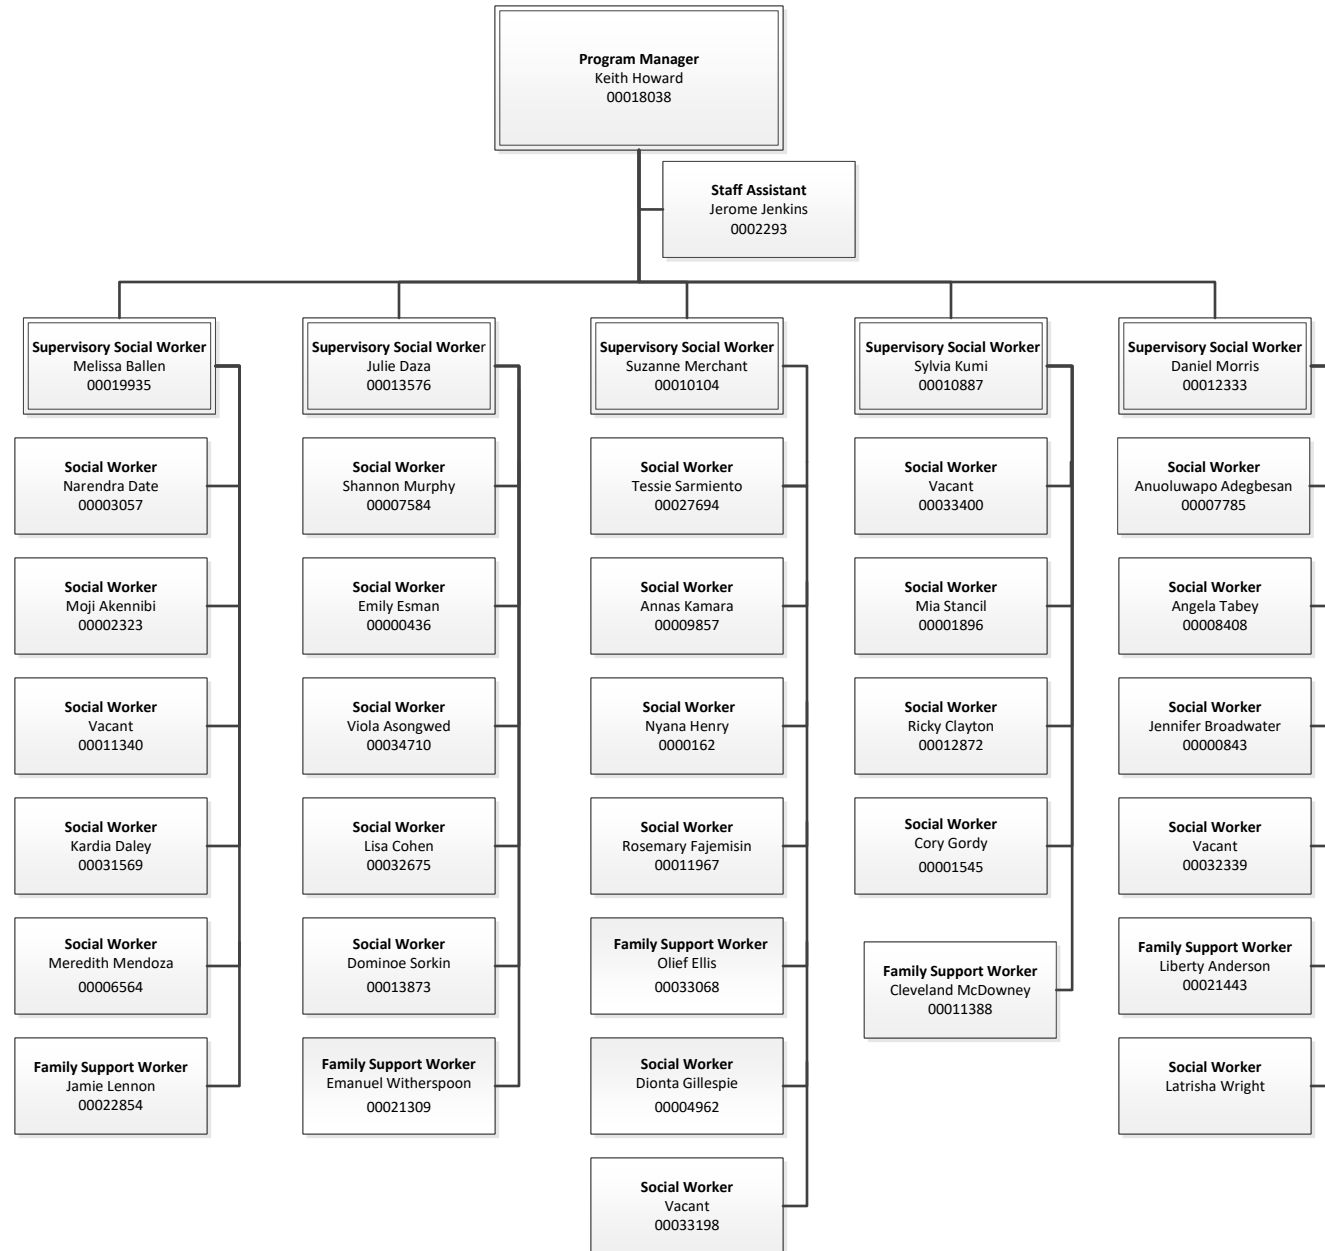 Program Manager
Keith Howard
00018038
Staff Assistant
Jerome Jenkins
0002293
Supervisory Social Worker
Melissa Ballen
00019935
Social Worker
Narendra Date
00003057
Social Worker
Moji Akennibi
00002323
Social Worker
Vacant
00011340
Social Worker
Kardia Daley
00031569
Social Worker
Meredith Mendoza
00006564
Family Support Worker
Jamie Lennon
00022854
Supervisory Social Worker
Julie Daza
00013576
Social Worker
Shannon Murphy
00007584
Social Worker
Emily Esman
00000436
Social Worker
Viola Asongwed
00034710
Social Worker
Lisa Cohen
00032675
Social Worker
Dominoe Sorkin
00013873
Family Support Worker
Emanuel Witherspoon
00021309
Supervisory Social Worker
Suzanne Merchant
00010104
Social Worker
Tessie Sarmiento
00027694
Social Worker
Annas Kamara
00009857
Social Worker
Nyana Henry
0000162
Social Worker
Rosemary Fajemisin
00011967
Family Support Worker
Olief Ellis
00033068
Social Worker
Dionta Gillespie
00004962
Social Worker
Vacant
00033198
Supervisory Social Worker
Sylvia Kumi
00010887
Social Worker
Vacant
00033400
Social Worker
Mia Stancil
00001896
Social Worker
Ricky Clayton
00012872
Social Worker
Cory Gordy
00001545
Family Support Worker
Cleveland McDowney
00011388
Supervisory Social Worker
Daniel Morris
00012333
Social Worker
Anuoluwapo Adegbesan
00007785
Social Worker
Angela Tabey
00008408
Social Worker
Jennifer Broadwater
00000843
Social Worker
Vacant
00032339
Family Support Worker
Liberty Anderson
00021443
Social Worker
Latrisha Wright